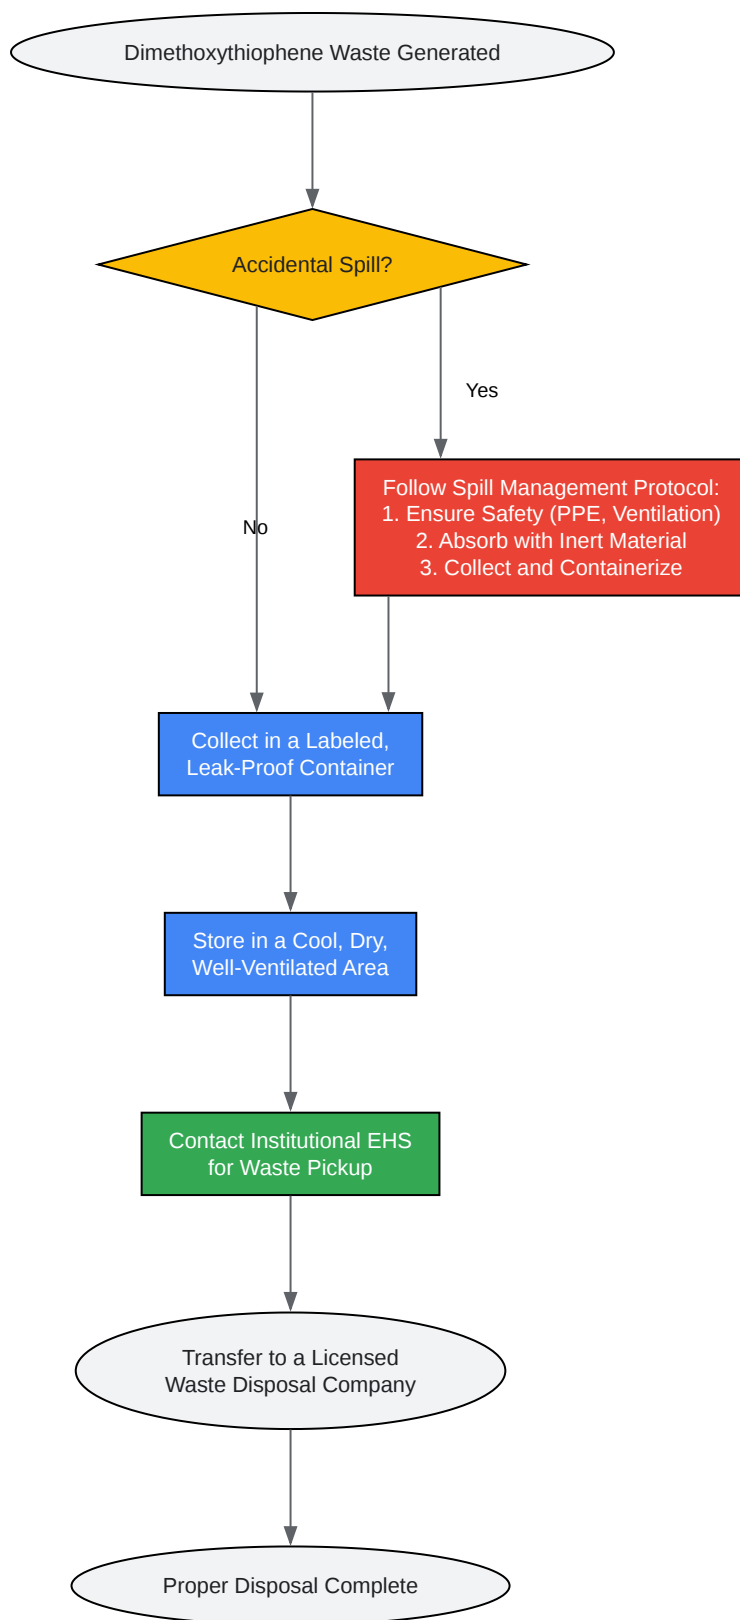 Dimethoxythiophene Waste Generated
Accidental Spill?
Yes
Follow Spill Management Protocol:
1. Ensure Safety (PPE, Ventilation)
2. Absorb with Inert Material
3. Collect and Containerize
No
Collect in a Labeled,
Leak-Proof Container
Store in a Cool, Dry,
Well-Ventilated Area
Contact Institutional EHS
for Waste Pickup
Transfer to a Licensed
Waste Disposal Company
Proper Disposal Complete